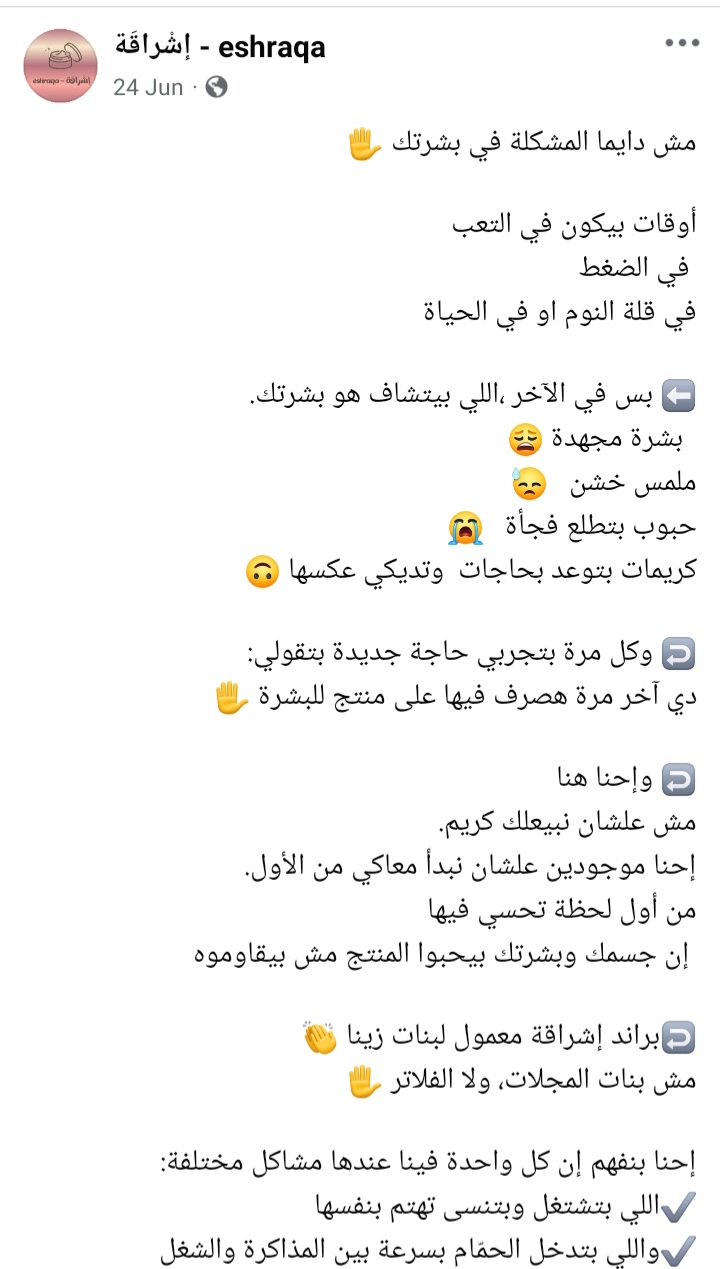 إشْراقَة - eshraqa
eshraqa - إشراقة
24 Jun ·
مش دايما المشكلة في بشرتك ✋
أوقات بيكون في التعب
في الضغط
في قلة النوم او في الحياة
⬅️ بس في الآخر ،اللي بيتشاف هو بشرتك.
بشرة مجهدة 😩
ملمس خشن 😓
حبوب بتطلع فجأة 😭
كريمات بتوعد بحاجات وتديكي عكسها 🙃
↩️ وكل مرة بتجربي حاجة جديدة بتقولي:
دي آخر مرة هصرف فيها على منتج للبشرة ✋
↩️ وإحنا هنا
مش علشان نبيعلك كريم.
إحنا موجودين علشان نبدأ معاكي من الأول.
من أول لحظة تحسي فيها
إن جسمك وبشرتك بيحبوا المنتج مش بيقاوموه
↩️براند إشراقة معمول لبنات زينا 👏
مش بنات المجلات، ولا الفلاتر ✋
إحنا بنفهم إن كل واحدة فينا عندها مشاكل مختلفة:
✔️اللي بتشتغل وبتنسى تهتم بنفسها
✔️واللي بتدخل الحمّام بسرعة بين المذاكرة والشغل